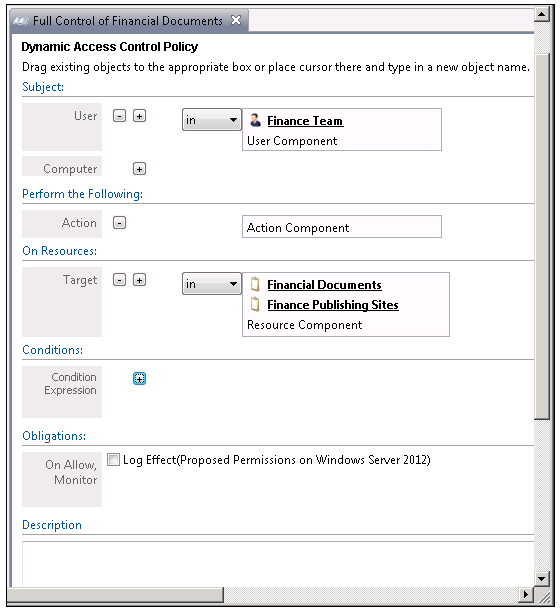 Full Control of Financial Documents
Dynamic Access Control Policy
Drag existing objects to the appropriate box or place cursor there and type in a new object name.
Subject:
User - + in Finance Team
User Component
Computer +
Perform the Following:
Action - Action Component
On Resources:
Target - + in Financial Documents
Finance Publishing Sites
Resource Component
Conditions:
Condition +
Expression
Obligations:
On Allow, Log Effect(Proposed Permissions on Windows Server 2012)
Monitor
Description